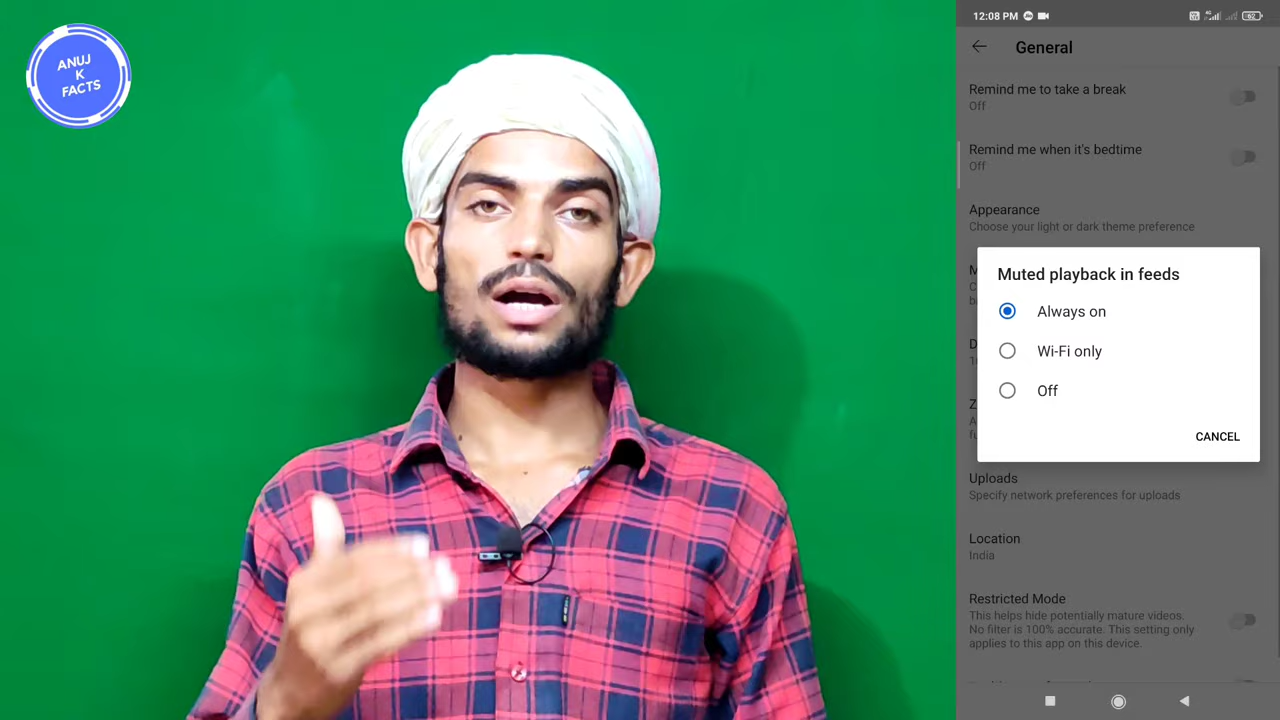 ANUJ
K
FACTS
12:08 PM
4G
62
General
Remind me to take a break
Off
Remind me when it's bedtime
Off
Appearance
Choose your light or dark theme preference
Muted playback in feeds
Always on
Wi-Fi only
Off
CANCEL
Uploads
Specify network preferences for uploads
Location
India
Restricted Mode
This helps hide potentially mature videos.
No filter is 100% accurate. This setting only
applies to this app on this device.